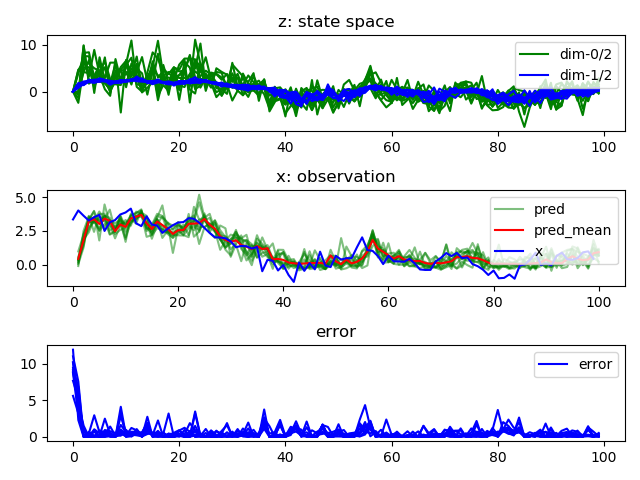 z: state space
10
0
dim-0/2
dim-1/2
0 20 40 60 80 100
x: observation
5.0
2.5
0.0
pred
pred_mean
x
0 20 40 60 80 100
error
10
5
0
error
0 20 40 60 80 100